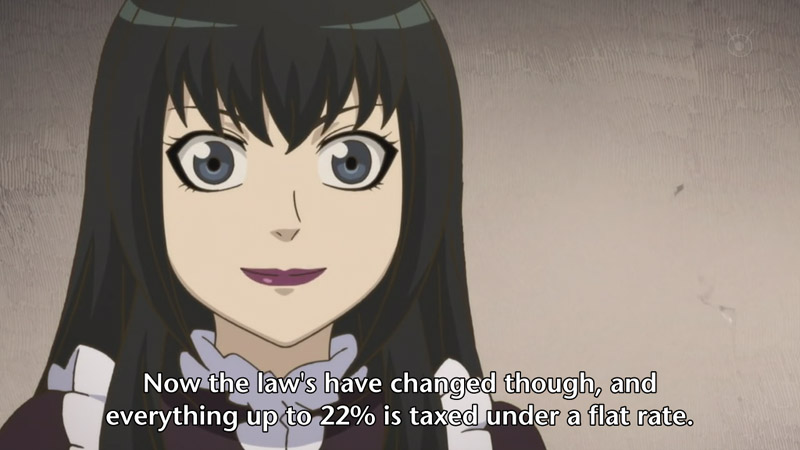 Now the law's have changed though, and
everything up to 22% is taxed under a flat rate.